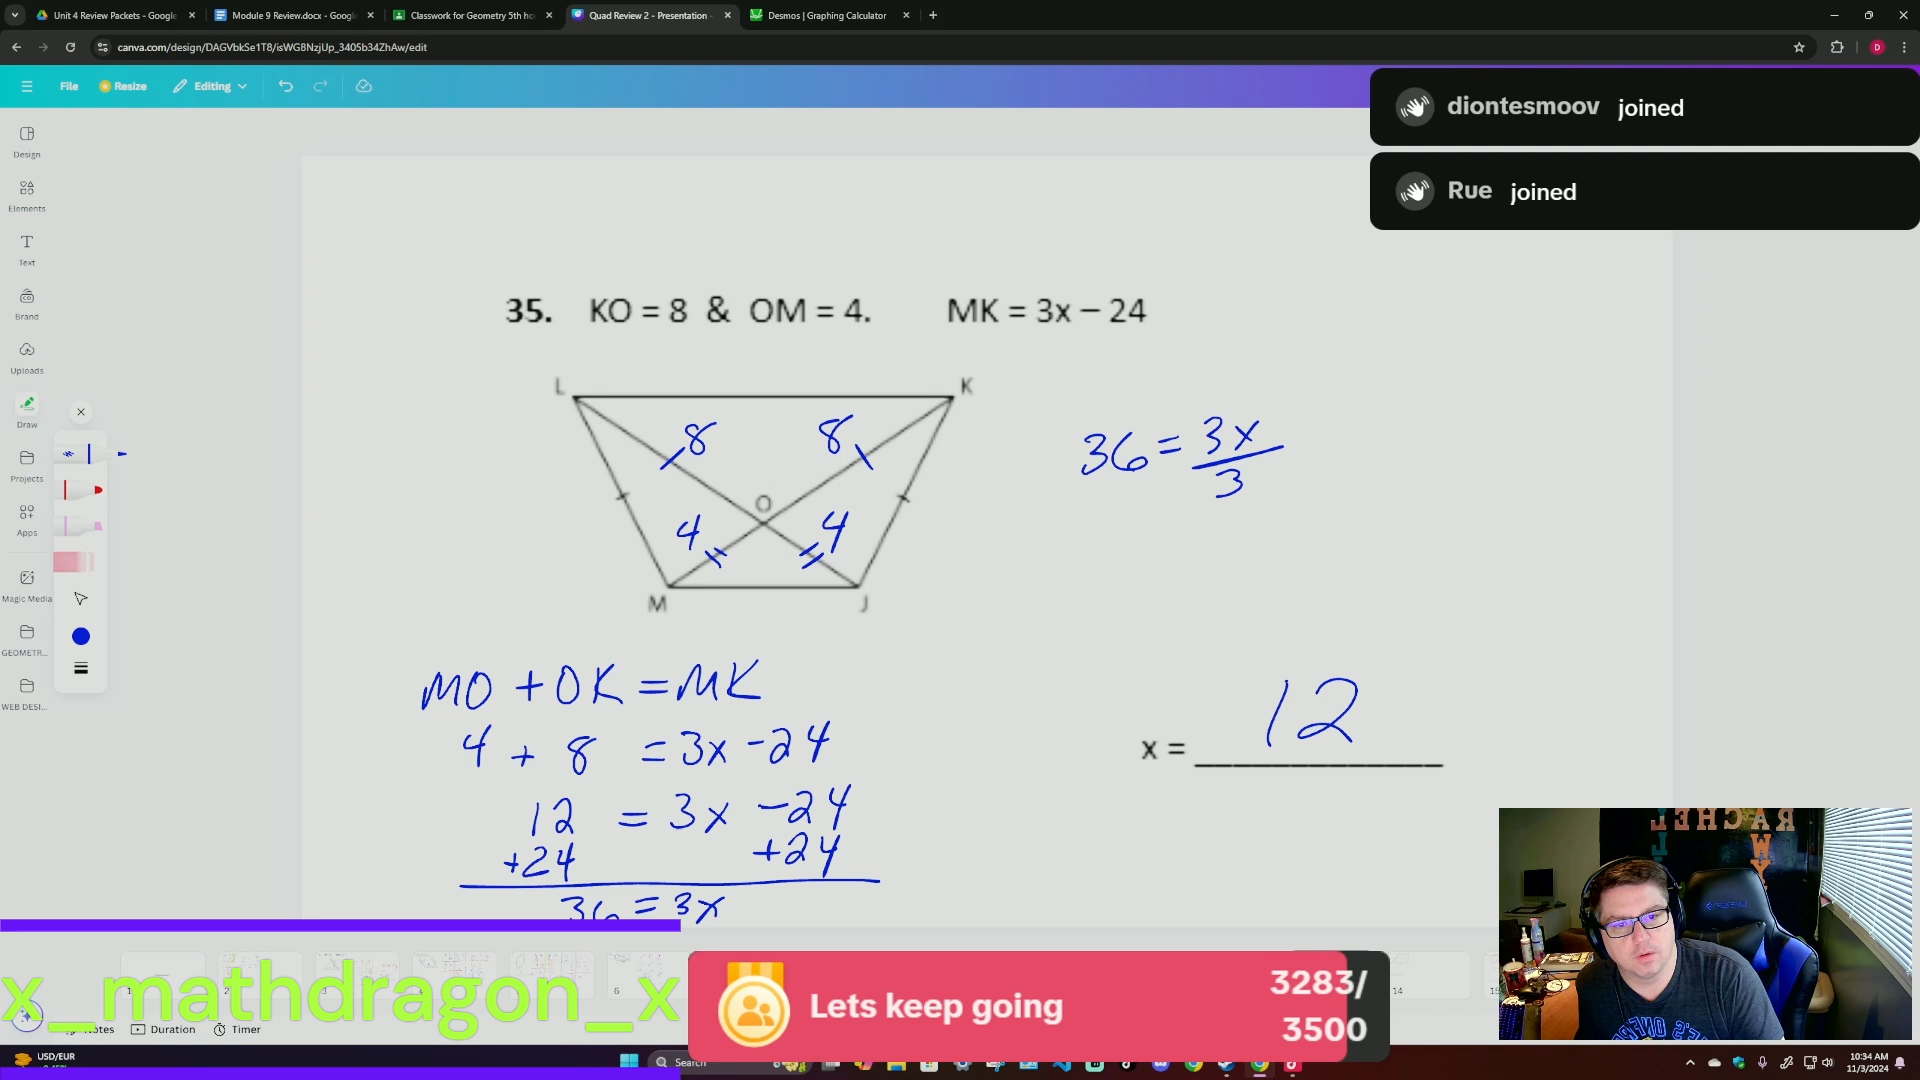 Unit 4 Review Packets - Google
Module 9 Review.docx - Google
Classwork for Geometry 5th ho
Quad Review 2 - Presentation -
Desmos | Graphing Calculator
canva.com/design/DAGVbkSe1T8/isWG8NzjUp_3405b34ZhAw/edit
D
File
Resize
Editing
diontesmoov joined
Rue joined
Design
Elements
Text
Brand
Uploads
Draw
Projects
Apps
Magic Media
GEOMETR...
WEB DESI...
35. KO = 8 & OM = 4. MK = 3x – 24
L
K
8
8
O
4
4
M
J
36 = 3x
3
MO + OK = MK
4 + 8 = 3x - 24
12 = 3x - 24
+24 +24
36 = 3x
x = 12
RACHEL
x_mathdragon_x
6
14
Duration
Timer
Lets keep going
3283/
3500
USD/EUR
Search
10:34 AM
11/3/2024